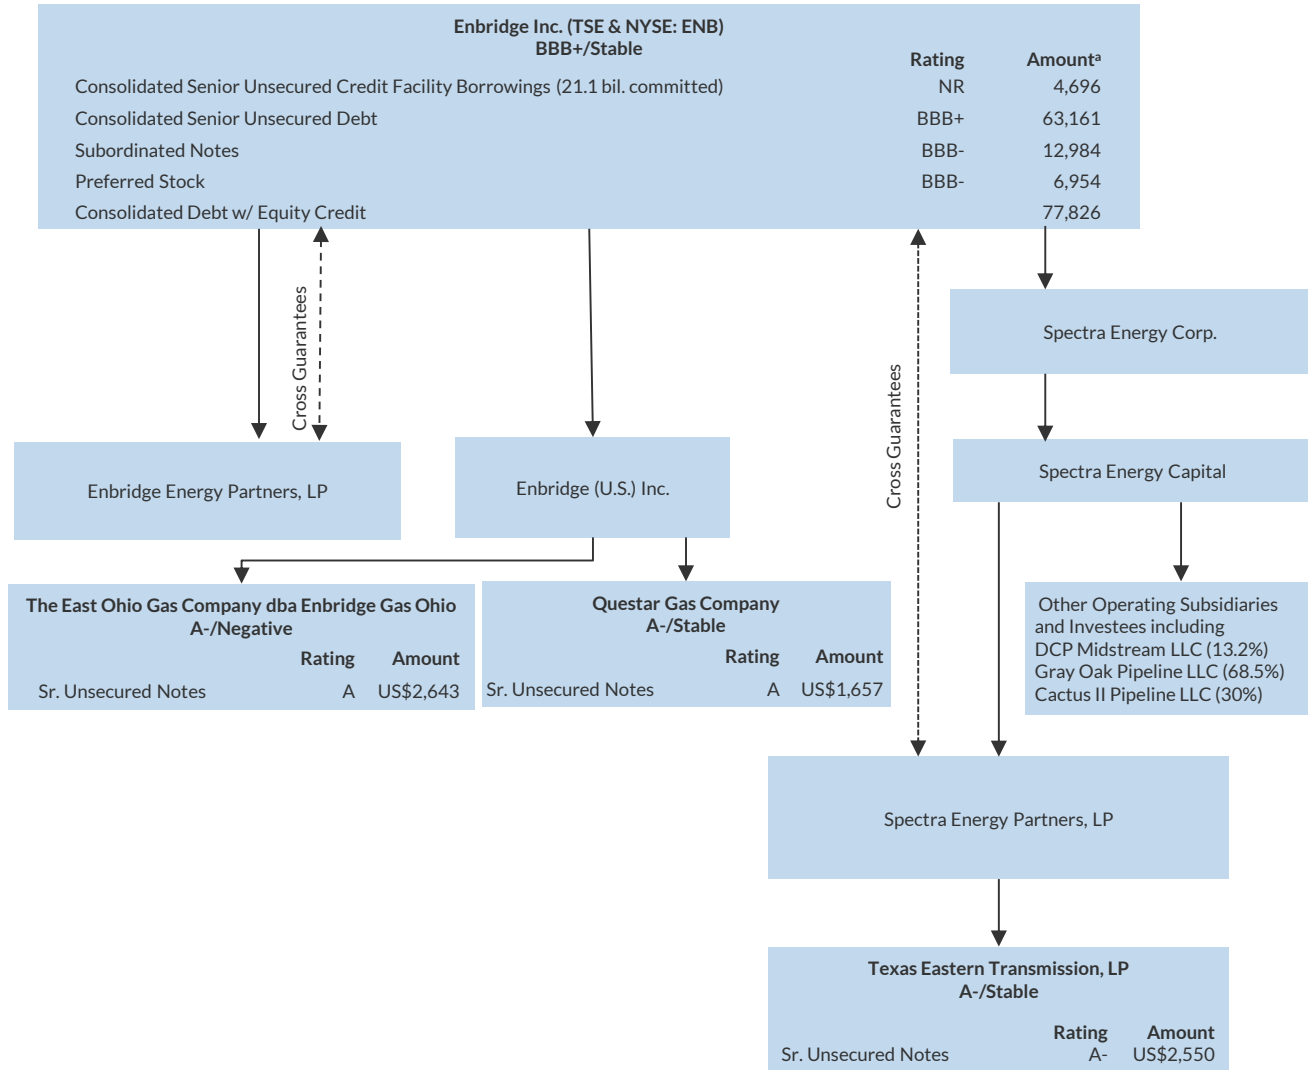 Enbridge Inc. (TSE & NYSE: ENB)
BBB+/Stable
Rating Amountᵃ
Consolidated Senior Unsecured Credit Facility Borrowings (21.1 bil. committed) NR 4,696
Consolidated Senior Unsecured Debt BBB+ 63,161
Subordinated Notes BBB- 12,984
Preferred Stock BBB- 6,954
Consolidated Debt w/ Equity Credit 77,826
Cross Guarantees
Cross Guarantees
Spectra Energy Corp.
Enbridge Energy Partners, LP
Enbridge (U.S.) Inc.
Spectra Energy Capital
The East Ohio Gas Company dba Enbridge Gas Ohio
A-/Negative
Rating Amount
Sr. Unsecured Notes A US$2,643
Questar Gas Company
A-/Stable
Rating Amount
Sr. Unsecured Notes A US$1,657
Other Operating Subsidiaries
and Investees including
DCP Midstream LLC (13.2%)
Gray Oak Pipeline LLC (68.5%)
Cactus II Pipeline LLC (30%)
Spectra Energy Partners, LP
Texas Eastern Transmission, LP
A-/Stable
Rating Amount
Sr. Unsecured Notes A- US$2,550